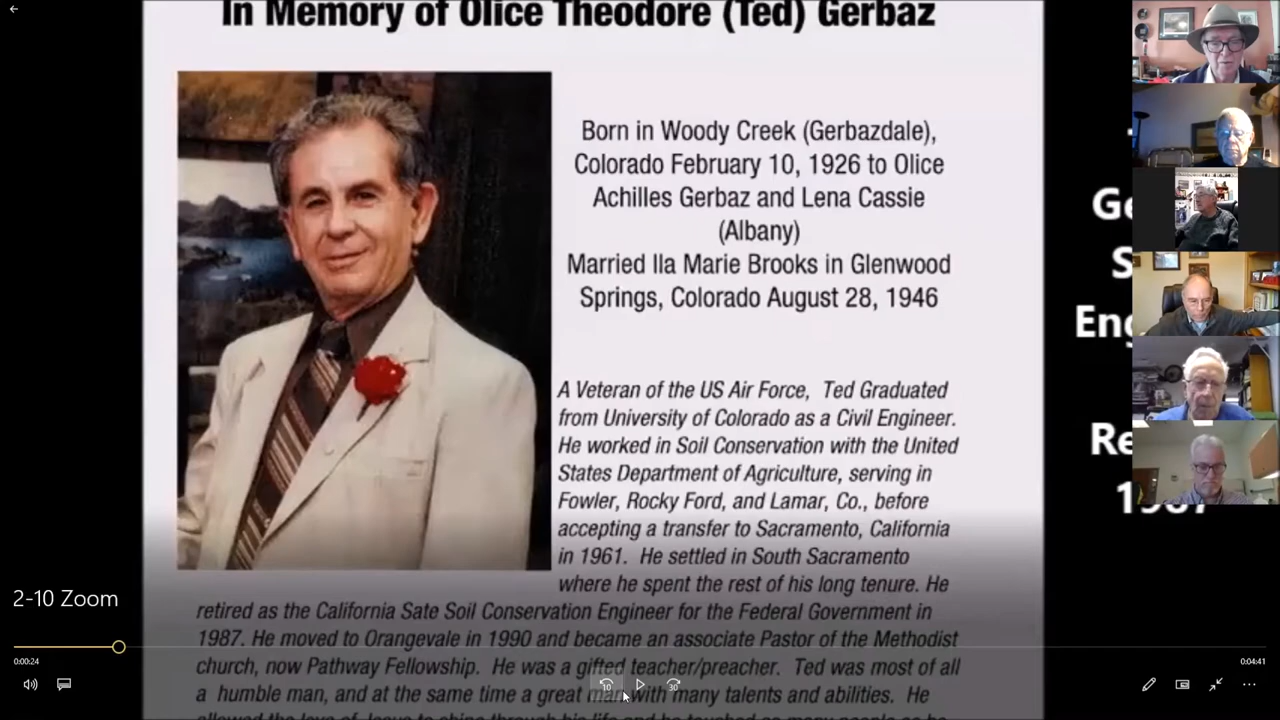 In Memory of Olice Theodore (Ted) Gerbaz
Born in Woody Creek (Gerbazdale),
Colorado February 10, 1926 to Olice
Achilles Gerbaz and Lena Cassie
(Albany)
Married Ila Marie Brooks in Glenwood
Springs, Colorado August 28, 1946
A Veteran of the US Air Force, Ted Graduated
from University of Colorado as a Civil Engineer.
He worked in Soil Conservation with the United
States Department of Agriculture, serving in
Fowler, Rocky Ford, and Lamar, Co., before
accepting a transfer to Sacramento, California
in 1961. He settled in South Sacramento
where he spent the rest of his long tenure. He
retired as the California Sate Soil Conservation Engineer for the Federal Government in
1987. He moved to Orangevale in 1990 and became an associate Pastor of the Methodist
church, now Pathway Fellowship. He was a gifted teacher/preacher. Ted was most of all
a humble man, and at the same time a great man with many talents and abilities. He
2-10 Zoom
0:00:24
0:04:41
10
30
1987